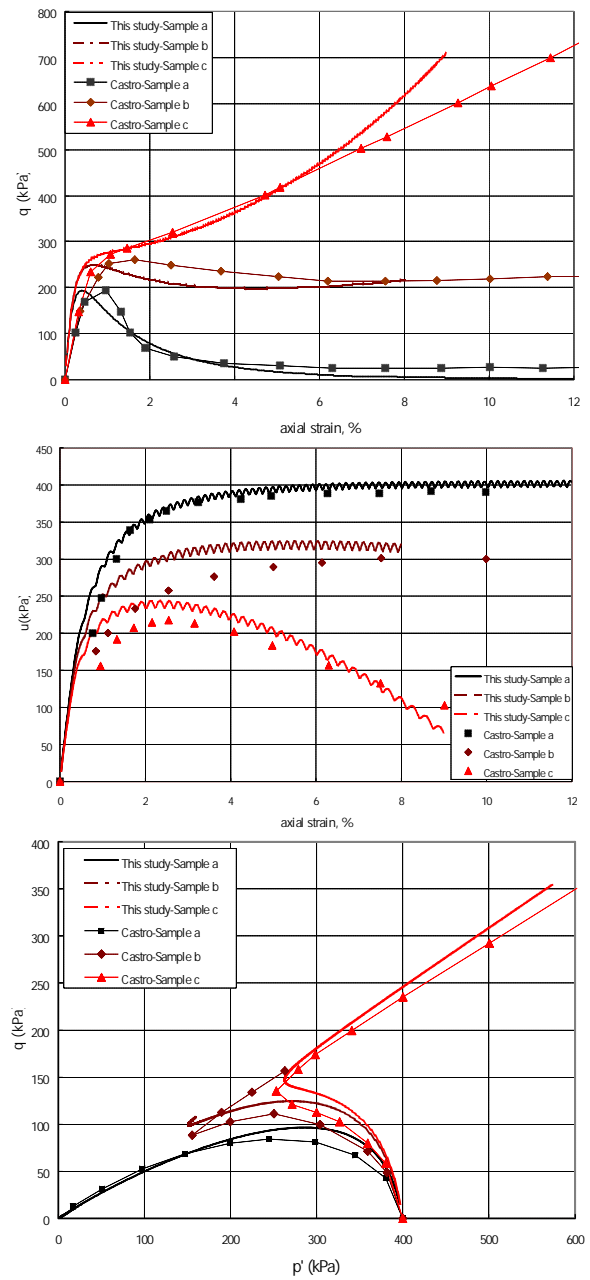 800
700
600
500
400
300
200
100
0
q (kPa)
This study-Sample a
This study-Sample b
This study-Sample c
Castro-Sample a
Castro-Sample b
Castro-Sample c
0 2 4 6 8 10 12
axial strain, %
450
400
350
300
250
200
150
100
50
0
u(kPa)
This study-Sample a
This study-Sample b
This study-Sample c
Castro-Sample a
Castro-Sample b
Castro-Sample c
0 2 4 6 8 10 12
axial strain, %
400
350
300
250
200
150
100
50
0
q (kPa)
This study-Sample a
This study-Sample b
This study-Sample c
Castro-Sample a
Castro-Sample b
Castro-Sample c
0 100 200 300 400 500 600
p' (kPa)